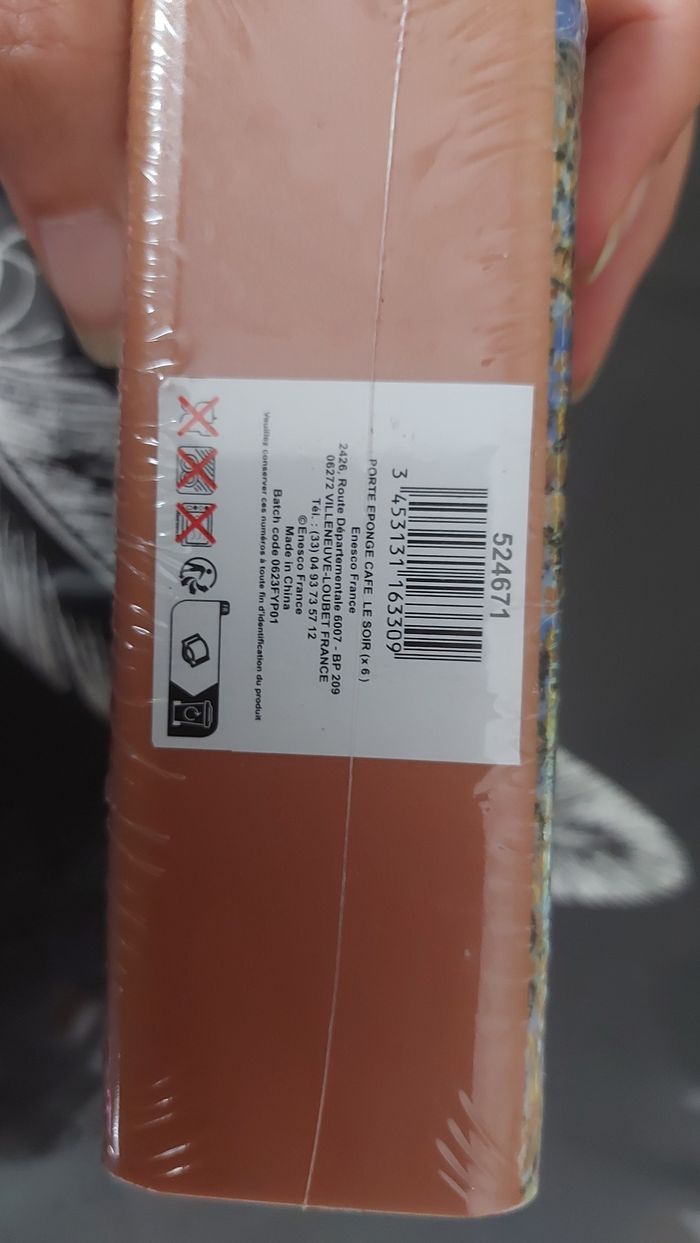 524671
3 453131 163309
PORTE EPONGE CAFE LE SOIR (x 6)
Enesco France
2426, Route Départementale 6007 - BP 209
06272 VILLENEUVE-LOUBET FRANCE
Tél. : (33) 04 93 73 57 12
©Enesco France
Made in China
Batch code 0623FYP01
Veuillez conserver ces numéros à toute fin d'identification du produit
FR